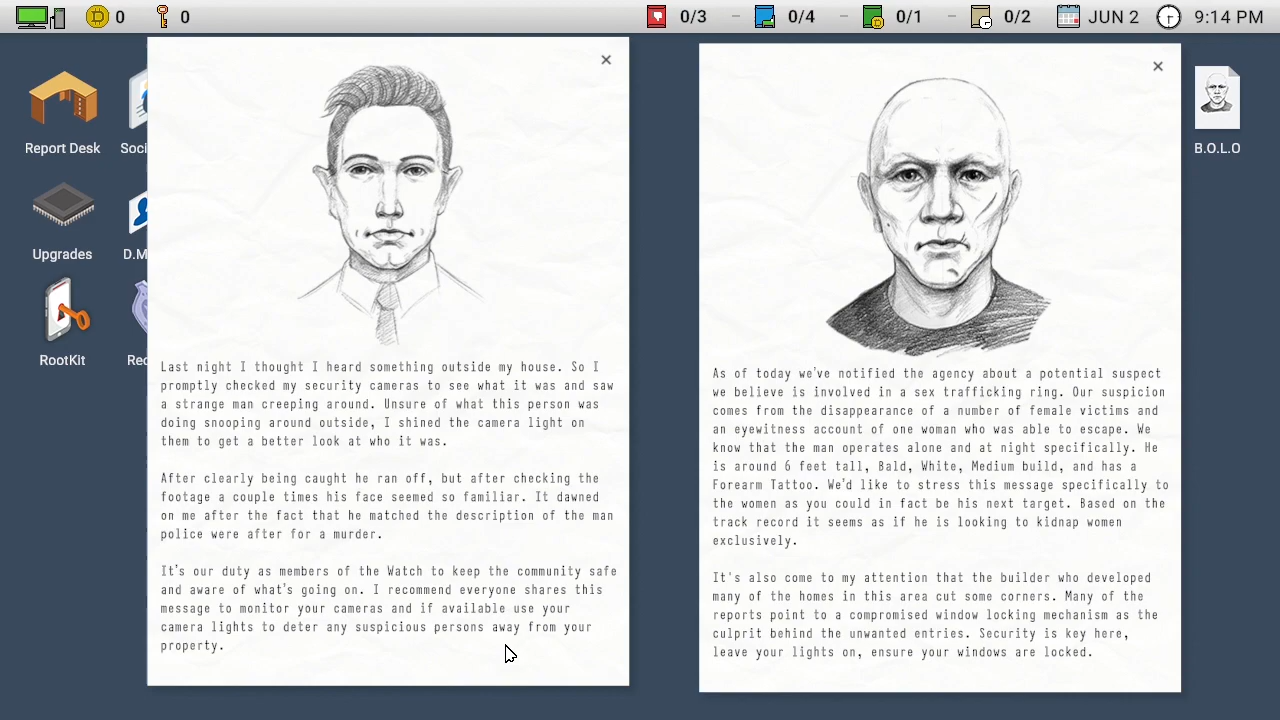 0
0
0/3
0/4
0/1
0/2
JUN 2
9:14 PM
Report Desk
Soci
Upgrades
D.M
RootKit
Rec
B.O.L.O
Last night I thought I heard something outside my house. So I
promptly checked my security cameras to see what it was and saw
a strange man creeping around. Unsure of what this person was
doing snooping around outside, I shined the camera light on
them to get a better look at who it was.
After clearly being caught he ran off, but after checking the
footage a couple times his face seemed so familiar. It dawned
on me after the fact that he matched the description of the man
police were after for a murder.
It's our duty as members of the Watch to keep the community safe
and aware of what's going on. I recommend everyone shares this
message to monitor your cameras and if available use your
camera lights to deter any suspicious persons away from your
property.
As of today we've notified the agency about a potential suspect
we believe is involved in a sex trafficking ring. Our suspicion
comes from the disappearance of a number of female victims and
an eyewitness account of one woman who was able to escape. We
know that the man operates alone and at night specifically. He
is around 6 feet tall, Bald, White, Medium build, and has a
Forearm Tattoo. We'd like to stress this message specifically to
the women as you could in fact be his next target. Based on the
track record it seems as if he is looking to kidnap women
exclusively.
It's also come to my attention that the builder who developed
many of the homes in this area cut some corners. Many of the
reports point to a compromised window locking mechanism as the
culprit behind the unwanted entries. Security is key here,
leave your lights on, ensure your windows are locked.